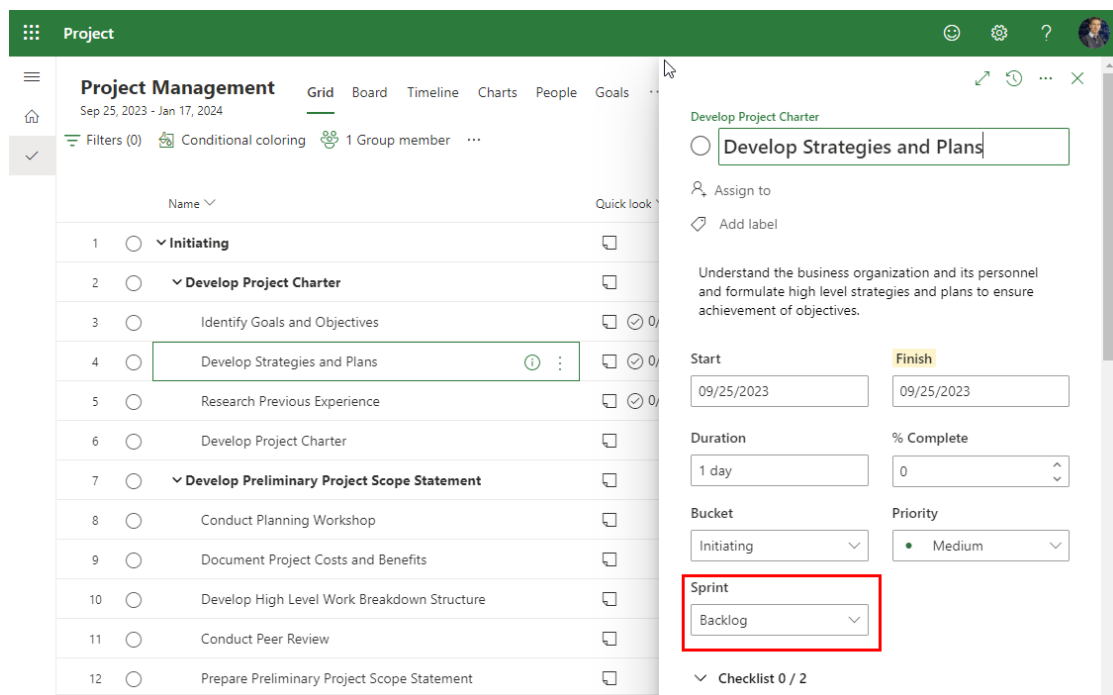 Project
Project Management
Sep 25, 2023 - Jan 17, 2024
Grid Board Timeline Charts People Goals
Filters (0) Conditional coloring 1 Group member
Name Quick look
1 Initiating
2 Develop Project Charter
3 Identify Goals and Objectives 0/
4 Develop Strategies and Plans 0/
5 Research Previous Experience 0/
6 Develop Project Charter
7 Develop Preliminary Project Scope Statement
8 Conduct Planning Workshop
9 Document Project Costs and Benefits
10 Develop High Level Work Breakdown Structure
11 Conduct Peer Review
12 Prepare Preliminary Project Scope Statement
Develop Project Charter
Develop Strategies and Plans
Assign to
Add label
Understand the business organization and its personnel
and formulate high level strategies and plans to ensure
achievement of objectives.
Start Finish
09/25/2023 09/25/2023
Duration % Complete
1 day 0
Bucket Priority
Initiating Medium
Sprint
Backlog
Checklist 0 / 2